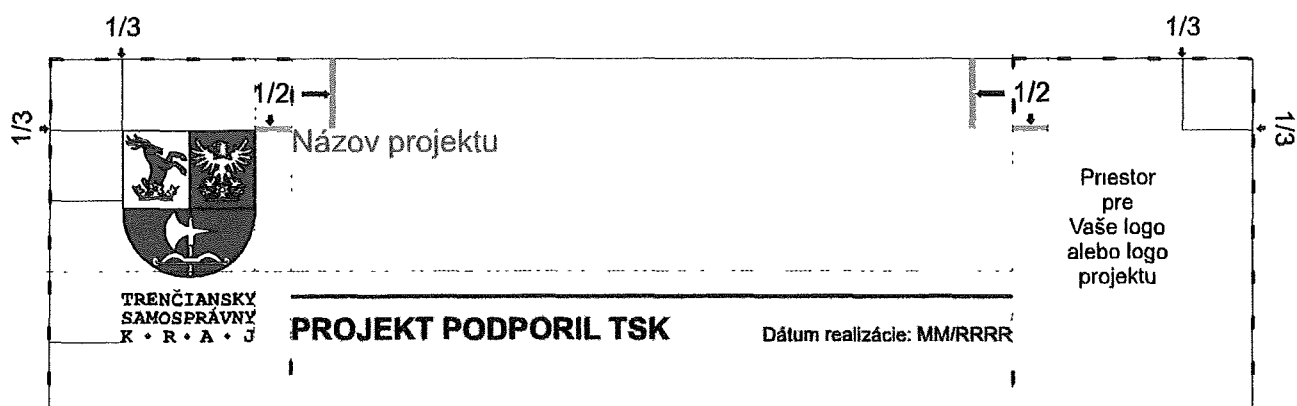 1/3
1/3
1/2
1/2
1/3
1/3
Názov projektu
Priestor
pre
Vaše logo
alebo logo
projektu
TRENČIANSKY
SAMOSPRÁVNY
K • R • A • J
PROJEKT PODPORIL TSK
Dátum realizácie: MM/RRRR